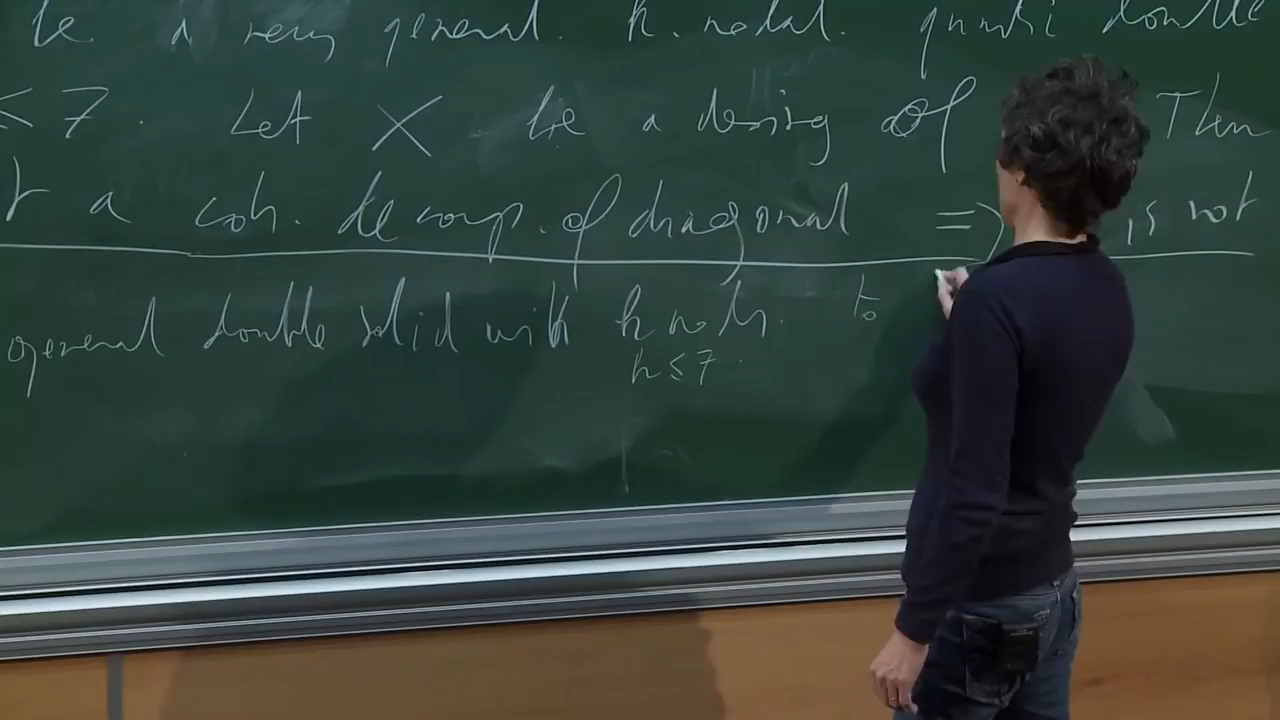 be a very general k. nodal. quartic double
≤ 7. Let X be a desing of Then
a coh. decomp. of diagonal => is not
general double solid with k nodes. to
k ≤ 7.